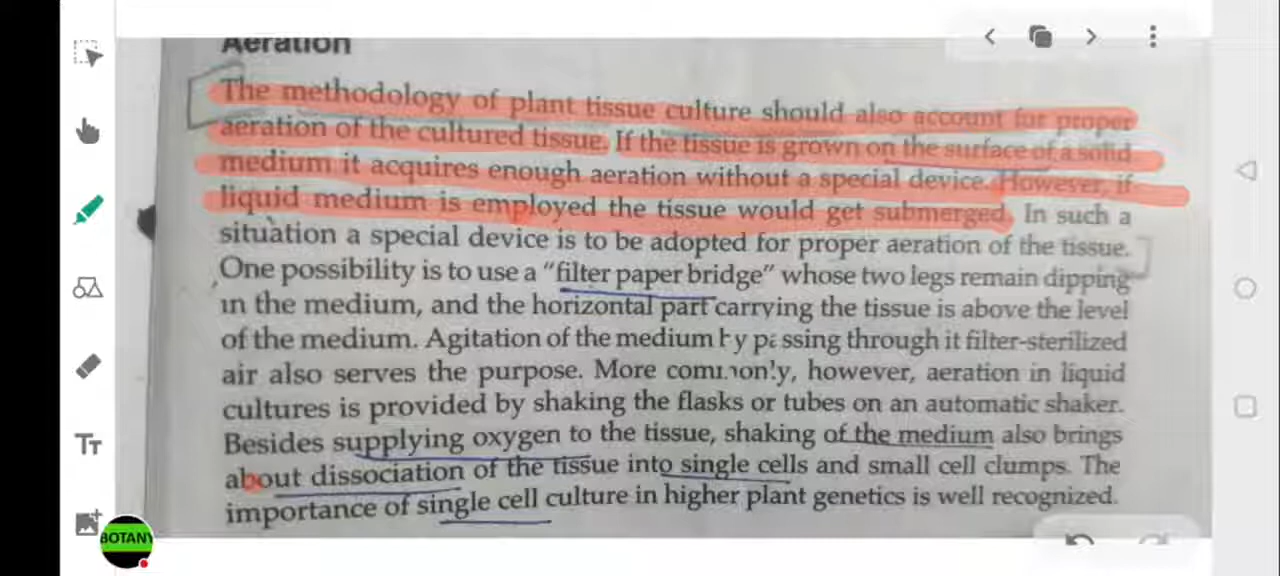 Aeration
The methodology of plant tissue culture should also account for proper
aeration of the cultured tissue. If the tissue is grown on the surface of a solid
medium it acquires enough aeration without a special device. However, if
liquid medium is employed the tissue would get submerged. In such a
situation a special device is to be adopted for proper aeration of the tissue.
One possibility is to use a "filter paper bridge" whose two legs remain dipping
in the medium, and the horizontal part carrying the tissue is above the level
of the medium. Agitation of the medium by passing through it filter-sterilized
air also serves the purpose. More commonly, however, aeration in liquid
cultures is provided by shaking the flasks or tubes on an automatic shaker.
Besides supplying oxygen to the tissue, shaking of the medium also brings
about dissociation of the tissue into single cells and small cell clumps. The
importance of single cell culture in higher plant genetics is well recognized.
TT
BOTANY